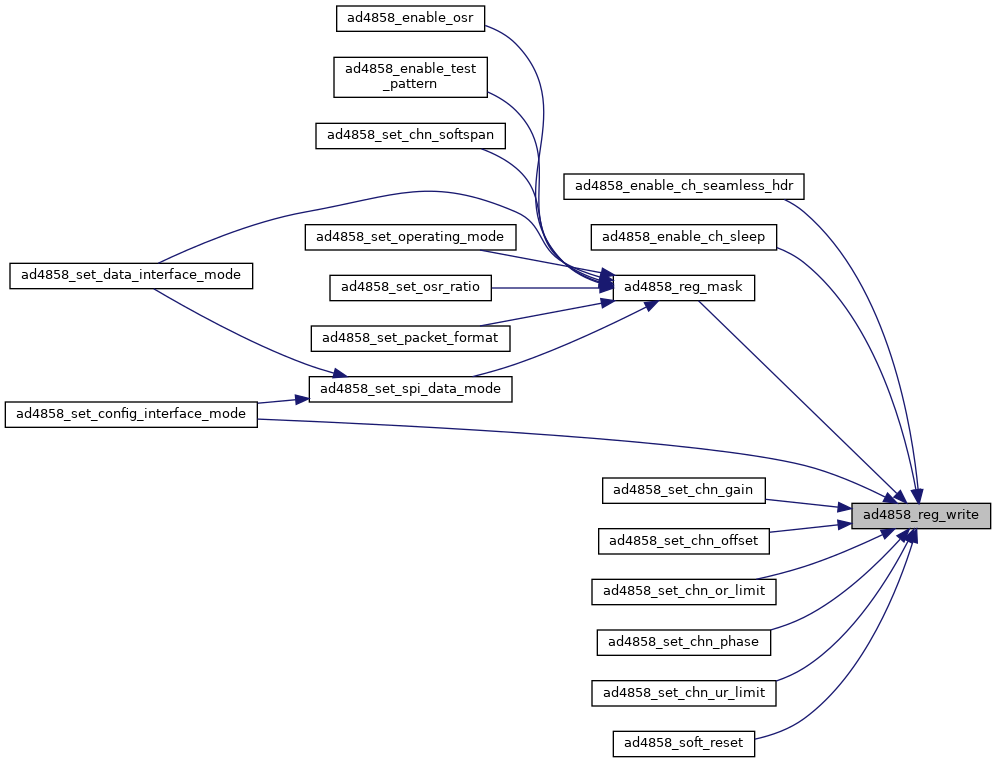 ad4858_enable_osr
ad4858_enable_test
_pattern
ad4858_set_chn_softspan
ad4858_enable_ch_seamless_hdr
ad4858_set_operating_mode
ad4858_enable_ch_sleep
ad4858_set_data_interface_mode
ad4858_set_osr_ratio
ad4858_reg_mask
ad4858_set_packet_format
ad4858_set_spi_data_mode
ad4858_set_config_interface_mode
ad4858_set_chn_gain
ad4858_reg_write
ad4858_set_chn_offset
ad4858_set_chn_or_limit
ad4858_set_chn_phase
ad4858_set_chn_ur_limit
ad4858_soft_reset